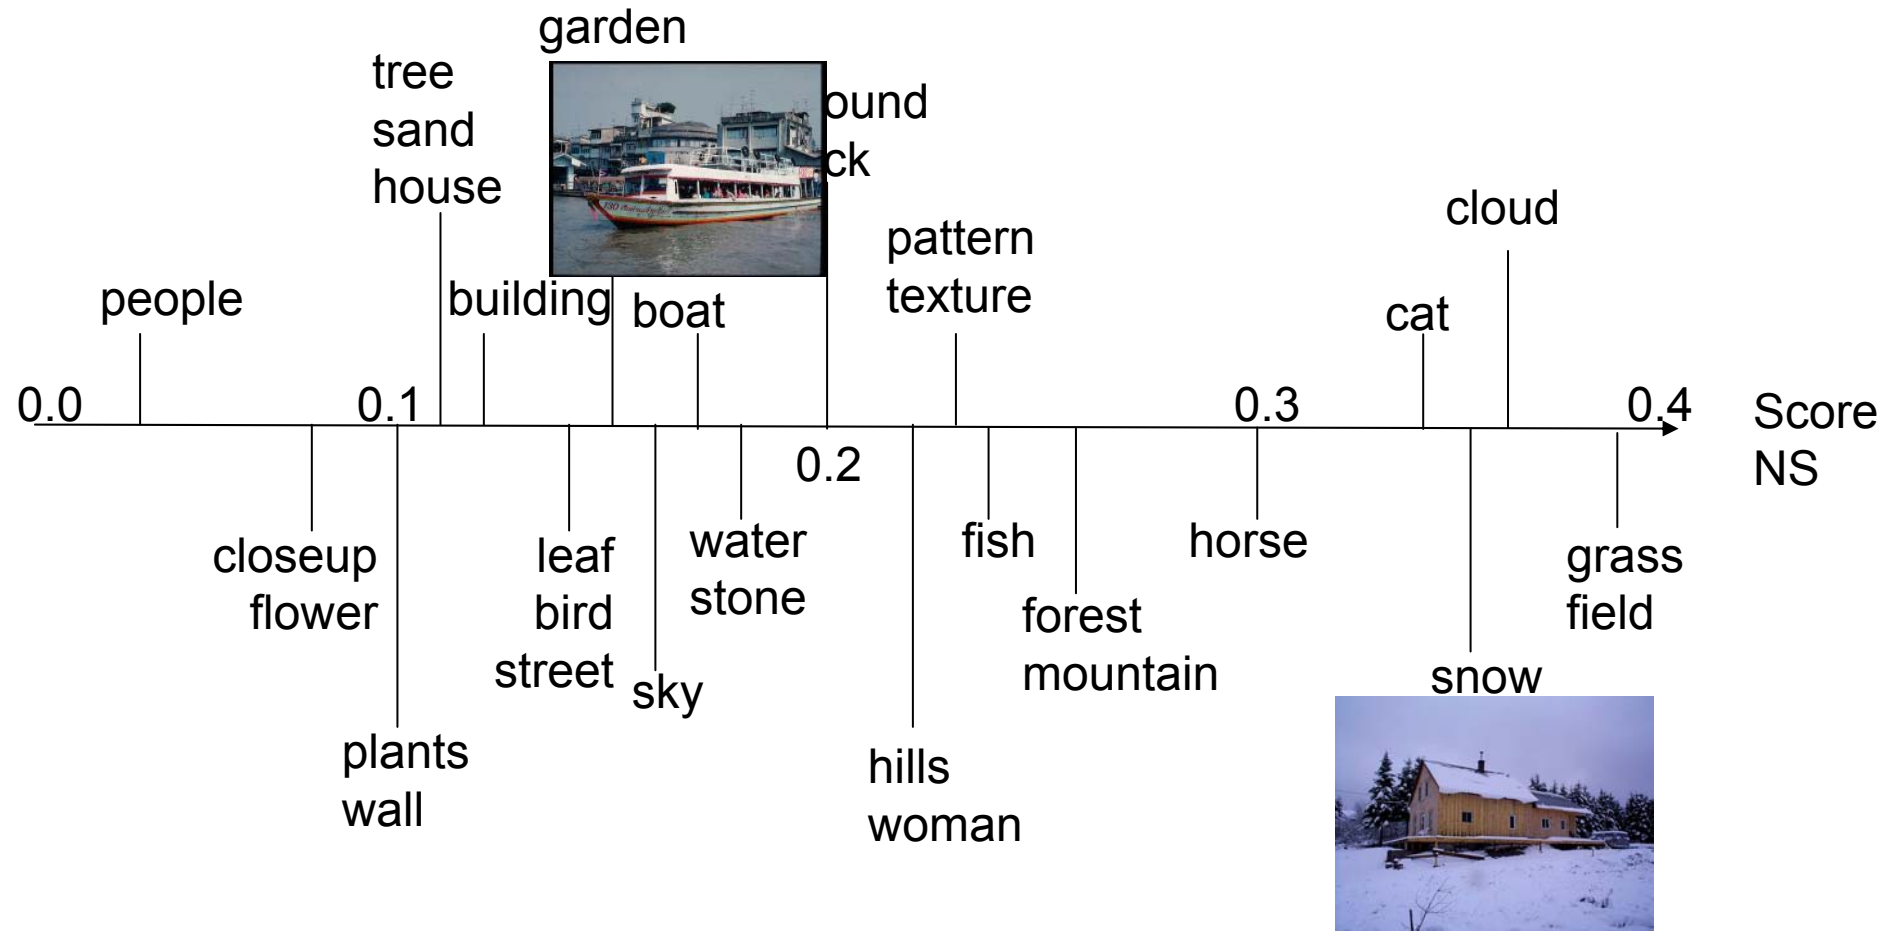 garden
tree
sand
house
ound
ck
cloud
pattern
texture
people
building
boat
cat
0.0
0.1
0.3
0.4
Score
NS
0.2
closeup
flower
leaf
bird
street
sky
water
stone
fish
horse
grass
field
forest
mountain
snow
plants
wall
hills
woman